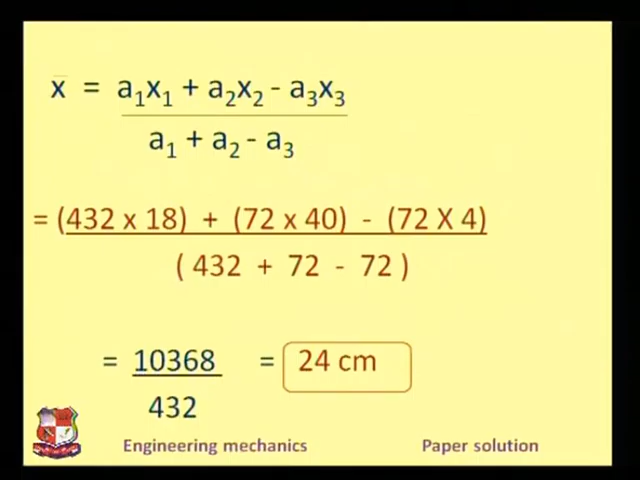 x̄ = a₁x₁ + a₂x₂ - a₃x₃
a₁ + a₂ - a₃
= (432 x 18) + (72 x 40) - (72 X 4)
( 432 + 72 - 72 )
= 10368 = 24 cm
432
Engineering mechanics Paper solution